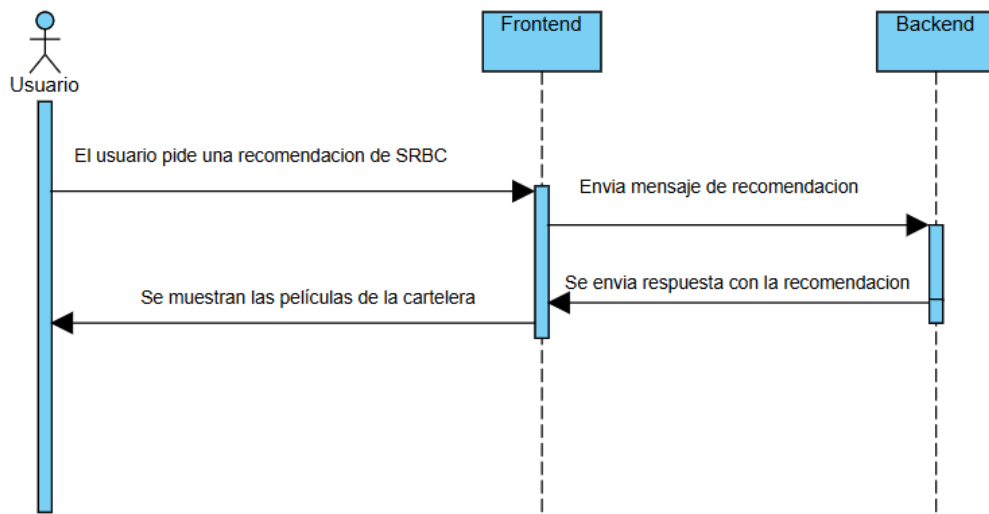 Frontend
Backend
Usuario
El usuario pide una recomendacion de SRBC
Envia mensaje de recomendacion
Se envia respuesta con la recomendacion
Se muestran las películas de la cartelera